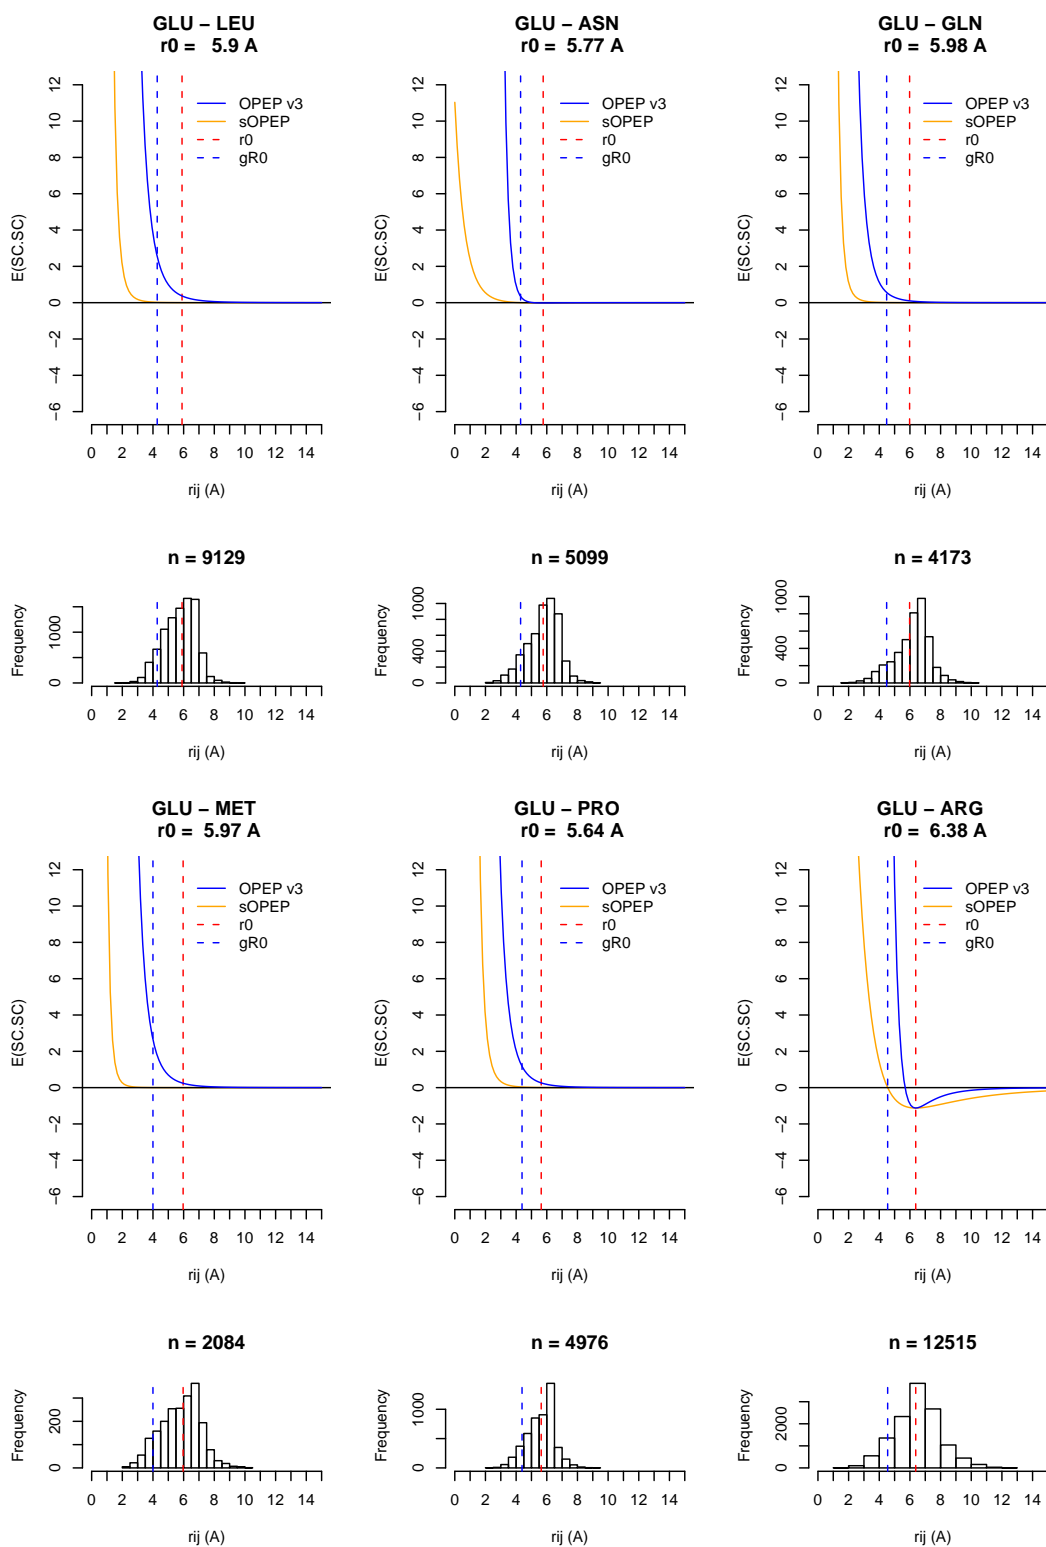 GLU − LEU
r0 = 5.9 A
GLU − ASN
r0 = 5.77 A
GLU − GLN
r0 = 5.98 A
E(SC.SC)
−6 −4 −2 0 2 4 6 8 10 12
OPEP v3
sOPEP
r0
gR0
0 2 4 6 8 10 12 14
rij (A)
E(SC.SC)
−6 −4 −2 0 2 4 6 8 10 12
OPEP v3
sOPEP
r0
gR0
0 2 4 6 8 10 12 14
rij (A)
E(SC.SC)
−6 −4 −2 0 2 4 6 8 10 12
OPEP v3
sOPEP
r0
gR0
0 2 4 6 8 10 12 14
rij (A)
n = 9129
Frequency
0 1000
0 2 4 6 8 10 12 14
rij (A)
n = 5099
Frequency
0 400 1000
0 2 4 6 8 10 12 14
rij (A)
n = 4173
Frequency
0 400 1000
0 2 4 6 8 10 12 14
rij (A)
GLU − MET
r0 = 5.97 A
GLU − PRO
r0 = 5.64 A
GLU − ARG
r0 = 6.38 A
E(SC.SC)
−6 −4 −2 0 2 4 6 8 10 12
OPEP v3
sOPEP
r0
gR0
0 2 4 6 8 10 12 14
rij (A)
E(SC.SC)
−6 −4 −2 0 2 4 6 8 10 12
OPEP v3
sOPEP
r0
gR0
0 2 4 6 8 10 12 14
rij (A)
E(SC.SC)
−6 −4 −2 0 2 4 6 8 10 12
OPEP v3
sOPEP
r0
gR0
0 2 4 6 8 10 12 14
rij (A)
n = 2084
Frequency
0 200
0 2 4 6 8 10 12 14
rij (A)
n = 4976
Frequency
0 1000
0 2 4 6 8 10 12 14
rij (A)
n = 12515
Frequency
0 2000
0 2 4 6 8 10 12 14
rij (A)